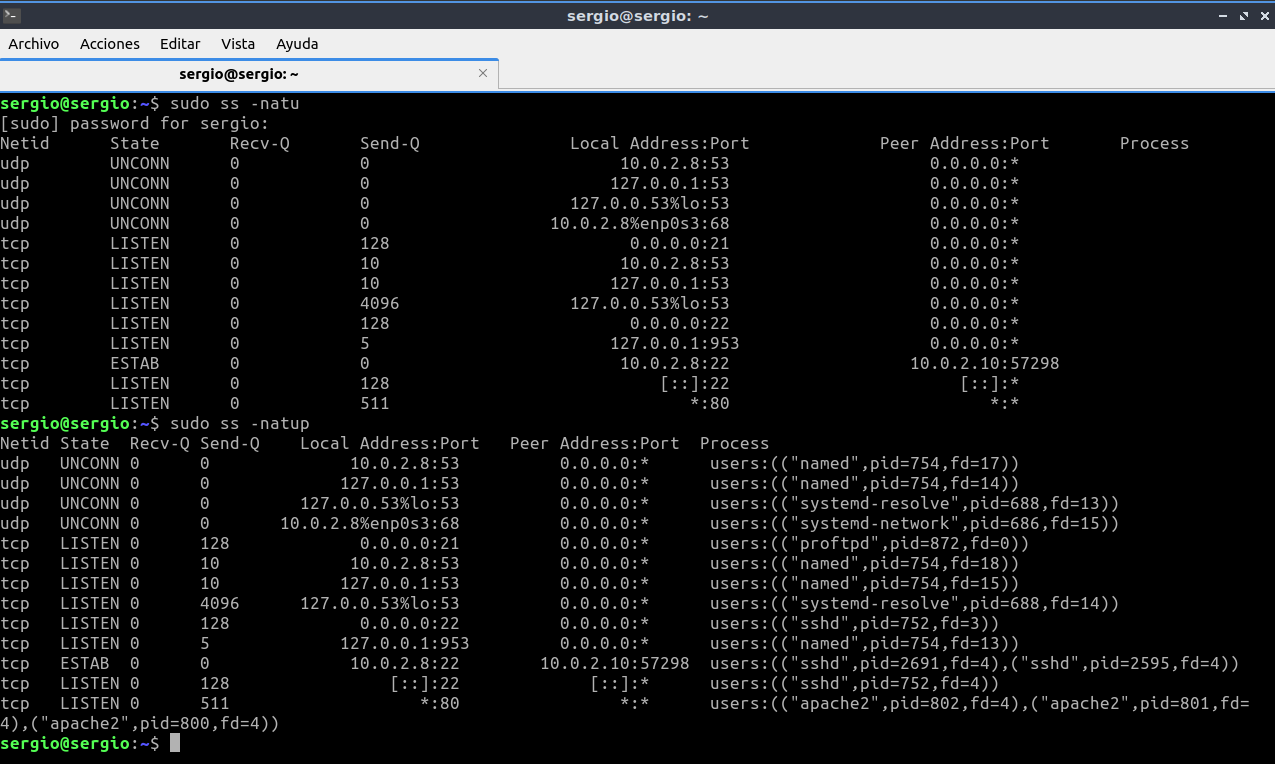 sergio@sergio: ~
Archivo Acciones Editar Vista Ayuda
sergio@sergio: ~
sergio@sergio:~$ sudo ss -natu
[sudo] password for sergio:
Netid State Recv-Q Send-Q Local Address:Port Peer Address:Port Process
udp UNCONN 0 0 10.0.2.8:53 0.0.0.0:*
udp UNCONN 0 0 127.0.0.1:53 0.0.0.0:*
udp UNCONN 0 0 127.0.0.53%lo:53 0.0.0.0:*
udp UNCONN 0 0 10.0.2.8%enp0s3:68 0.0.0.0:*
tcp LISTEN 0 128 0.0.0.0:21 0.0.0.0:*
tcp LISTEN 0 10 10.0.2.8:53 0.0.0.0:*
tcp LISTEN 0 10 127.0.0.1:53 0.0.0.0:*
tcp LISTEN 0 4096 127.0.0.53%lo:53 0.0.0.0:*
tcp LISTEN 0 128 0.0.0.0:22 0.0.0.0:*
tcp LISTEN 0 5 127.0.0.1:953 0.0.0.0:*
tcp ESTAB 0 0 10.0.2.8:22 10.0.2.10:57298
tcp LISTEN 0 128 [::]:22 [::]:*
tcp LISTEN 0 511 *:80 *:*
sergio@sergio:~$ sudo ss -natup
Netid State Recv-Q Send-Q Local Address:Port Peer Address:Port Process
udp UNCONN 0 0 10.0.2.8:53 0.0.0.0:* users:(("named",pid=754,fd=17))
udp UNCONN 0 0 127.0.0.1:53 0.0.0.0:* users:(("named",pid=754,fd=14))
udp UNCONN 0 0 127.0.0.53%lo:53 0.0.0.0:* users:(("systemd-resolve",pid=688,fd=13))
udp UNCONN 0 0 10.0.2.8%enp0s3:68 0.0.0.0:* users:(("systemd-network",pid=686,fd=15))
tcp LISTEN 0 128 0.0.0.0:21 0.0.0.0:* users:(("proftpd",pid=872,fd=0))
tcp LISTEN 0 10 10.0.2.8:53 0.0.0.0:* users:(("named",pid=754,fd=18))
tcp LISTEN 0 10 127.0.0.1:53 0.0.0.0:* users:(("named",pid=754,fd=15))
tcp LISTEN 0 4096 127.0.0.53%lo:53 0.0.0.0:* users:(("systemd-resolve",pid=688,fd=14))
tcp LISTEN 0 128 0.0.0.0:22 0.0.0.0:* users:(("sshd",pid=752,fd=3))
tcp LISTEN 0 5 127.0.0.1:953 0.0.0.0:* users:(("named",pid=754,fd=13))
tcp ESTAB 0 0 10.0.2.8:22 10.0.2.10:57298 users:(("sshd",pid=2691,fd=4),("sshd",pid=2595,fd=4))
tcp LISTEN 0 128 [::]:22 [::]:* users:(("sshd",pid=752,fd=4))
tcp LISTEN 0 511 *:80 *:* users:(("apache2",pid=802,fd=4),("apache2",pid=801,fd=
4),("apache2",pid=800,fd=4))
sergio@sergio:~$